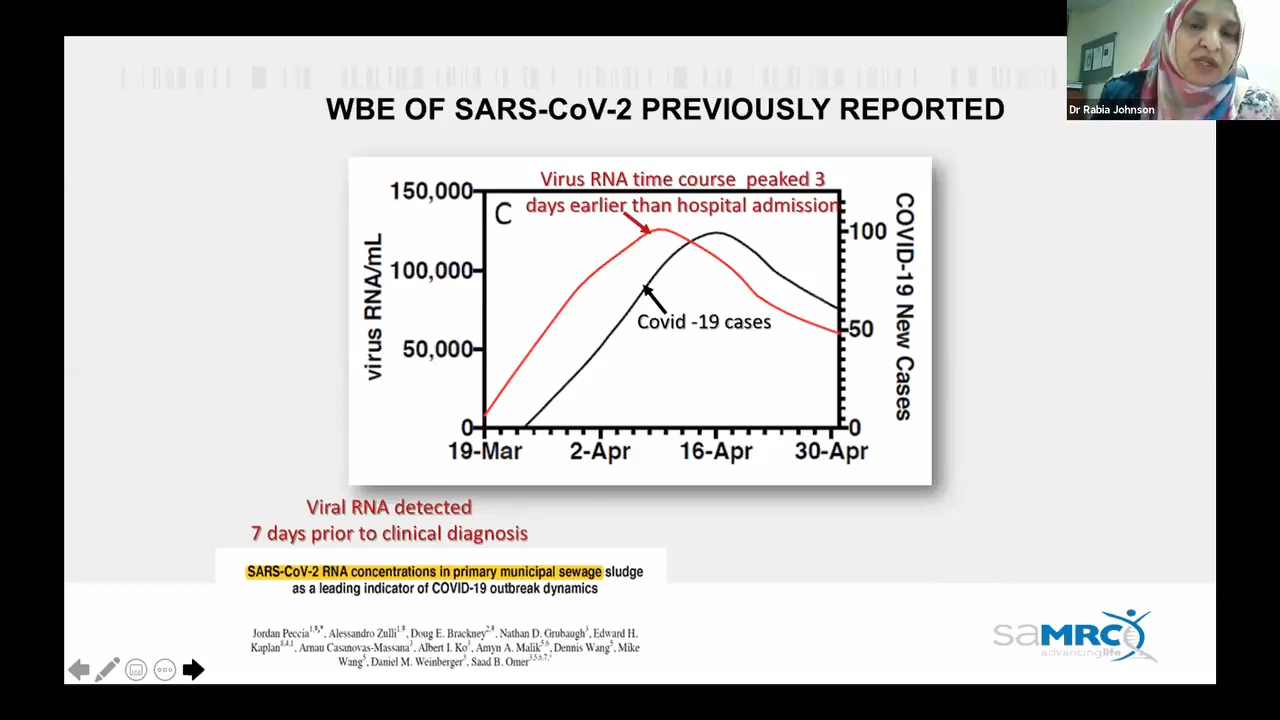 Dr Rabia Johnson
WBE OF SARS-CoV-2 PREVIOUSLY REPORTED
Virus RNA time course peaked 3
days earlier than hospital admission
C
150,000
100,000
50,000
0
virus RNA/mL
100
50
0
COVID-19 New Cases
Covid -19 cases
19-Mar 2-Apr 16-Apr 30-Apr
Viral RNA detected
7 days prior to clinical diagnosis
SARS-CoV-2 RNA concentrations in primary municipal sewage sludge
as a leading indicator of COVID-19 outbreak dynamics
Jordan Peccia, Alessandro Zulli, Doug E. Brackney, Nathan D. Grubaugh, Edward H.
Kaplan, Arnau Casanovas-Massana, Albert I. Ko, Amyn A. Malik, Dennis Wang, Mike
Wang, Daniel M. Weinberger, Saad B. Omer
saMRC
advancinglife